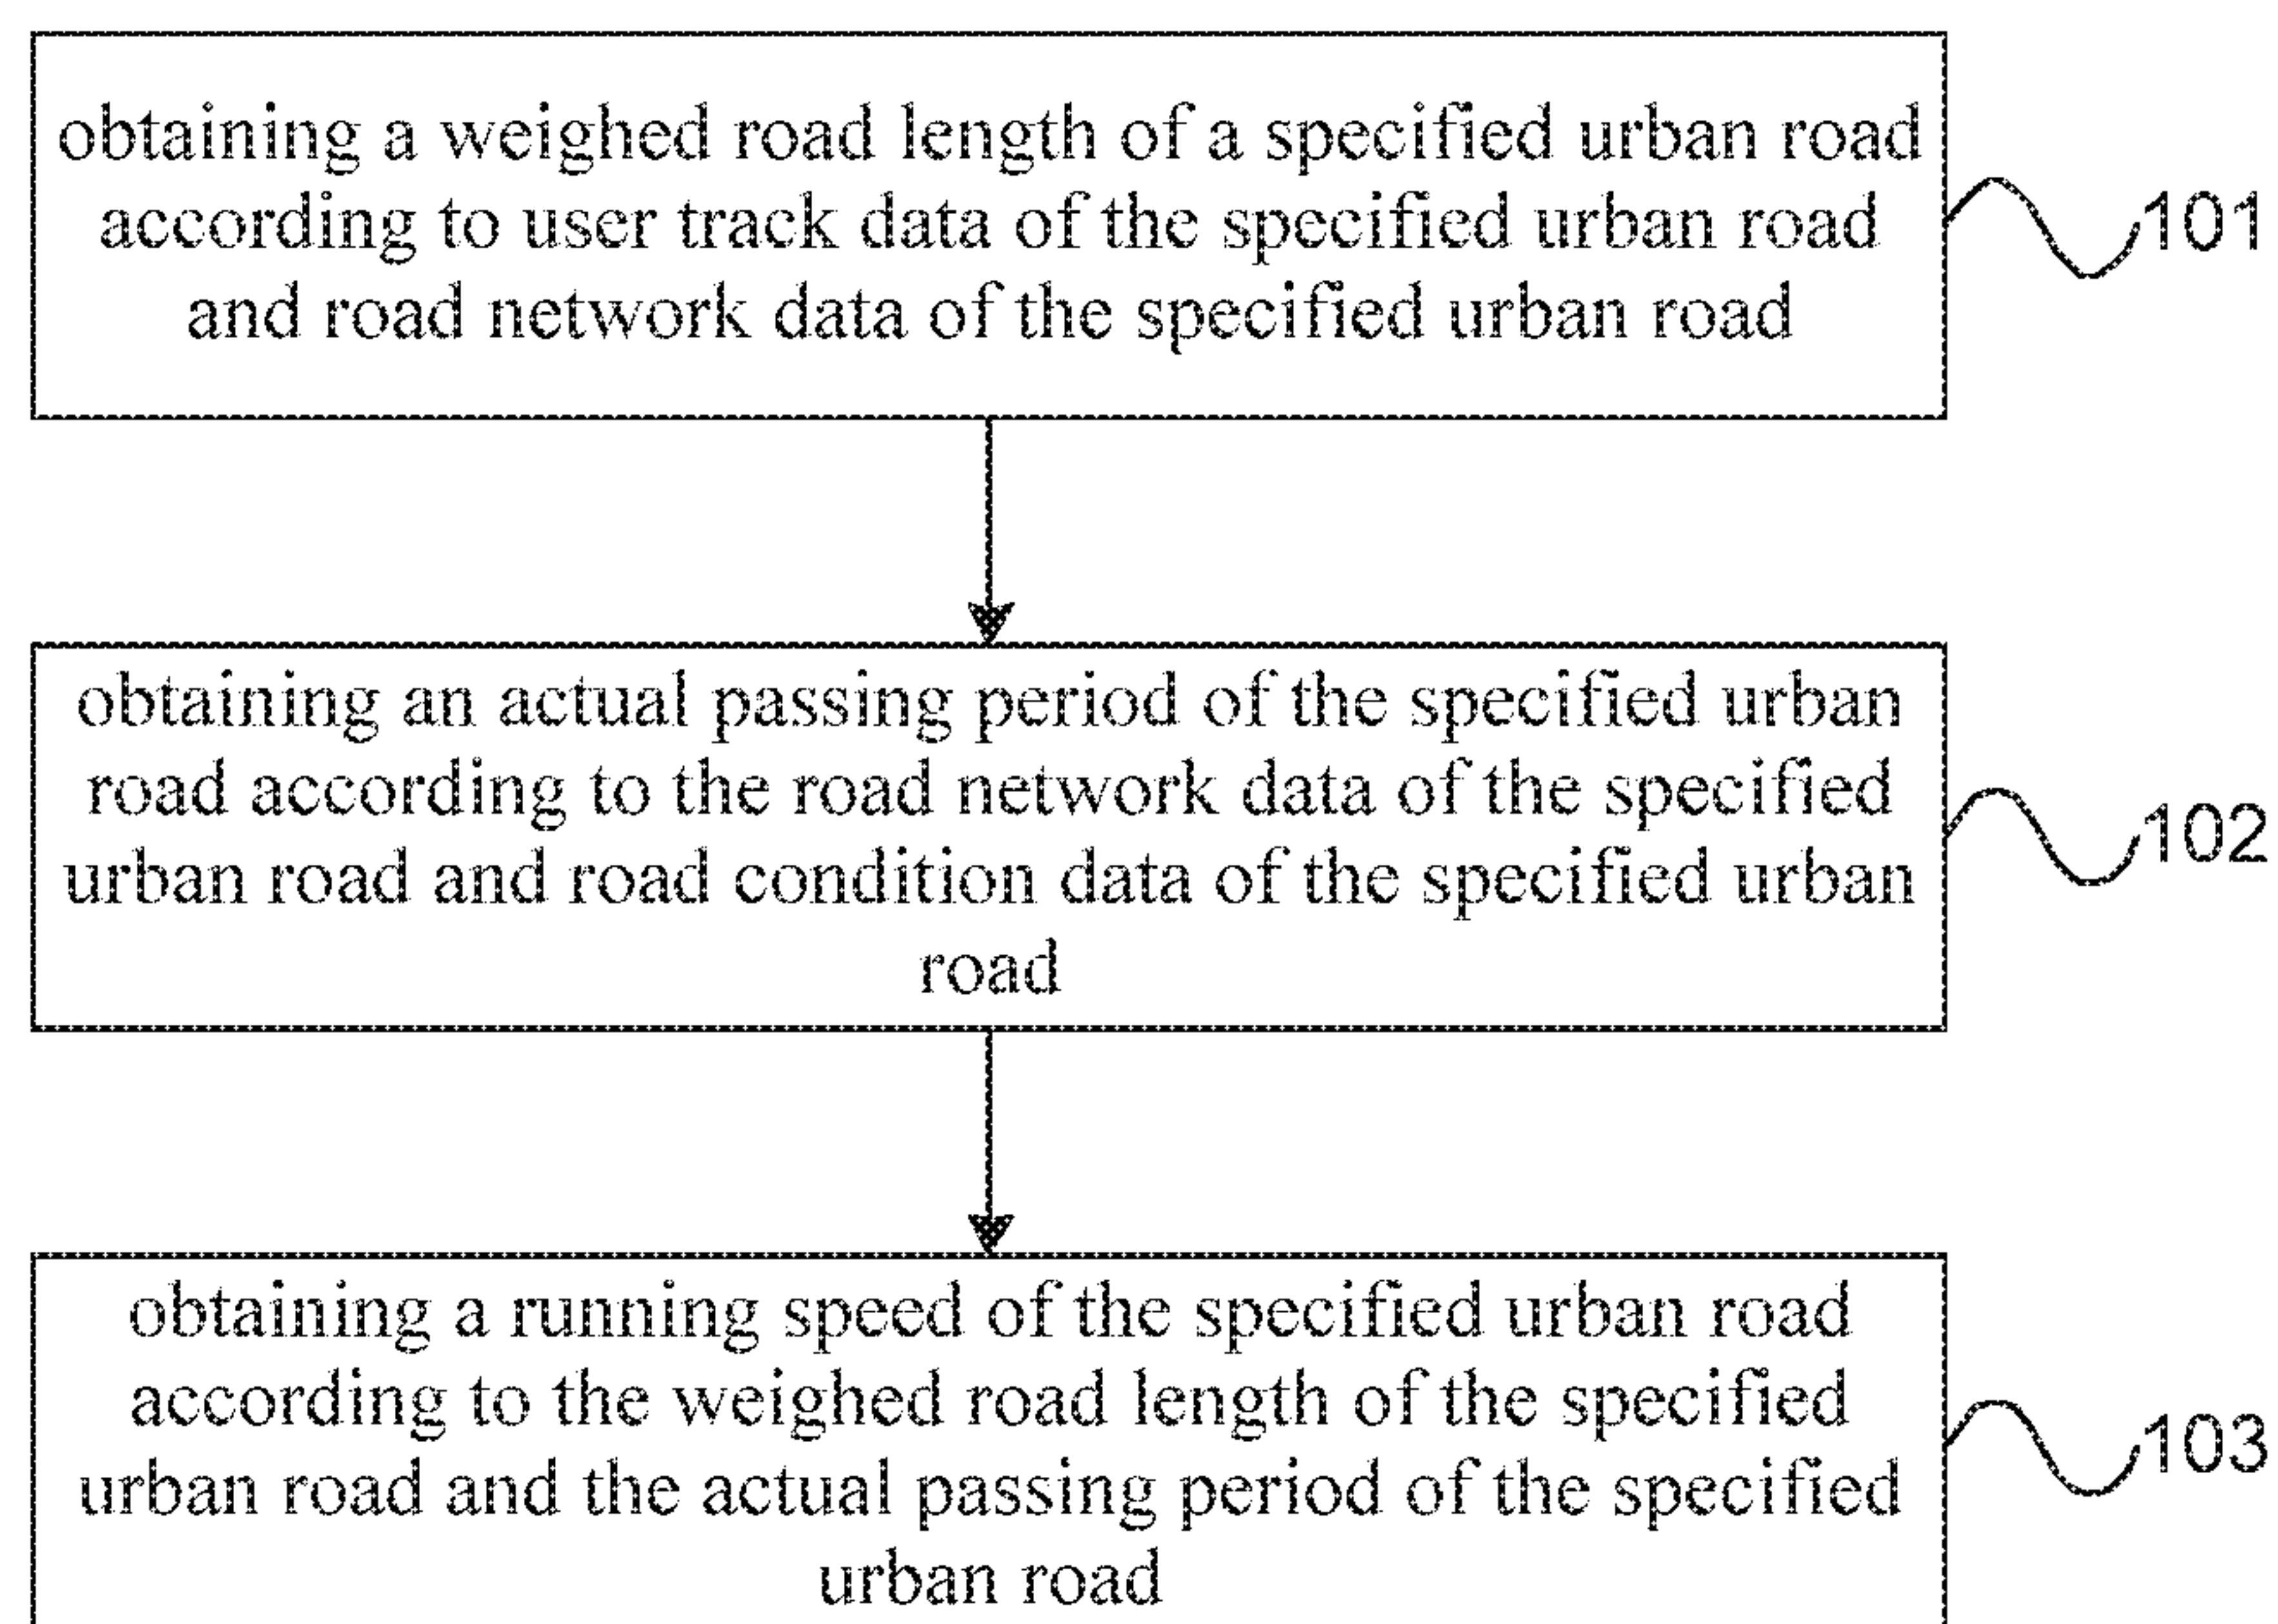 obtaining a weighed road length of a specified urban road
according to user track data of the specified urban road
and road network data of the specified urban road
101
obtaining an actual passing period of the specified urban
road according to the road network data of the specified
urban road and road condition data of the specified urban
road
102
obtaining a running speed of the specified urban road
according to the weighed road length of the specified
urban road and the actual passing period of the specified
urban road
103